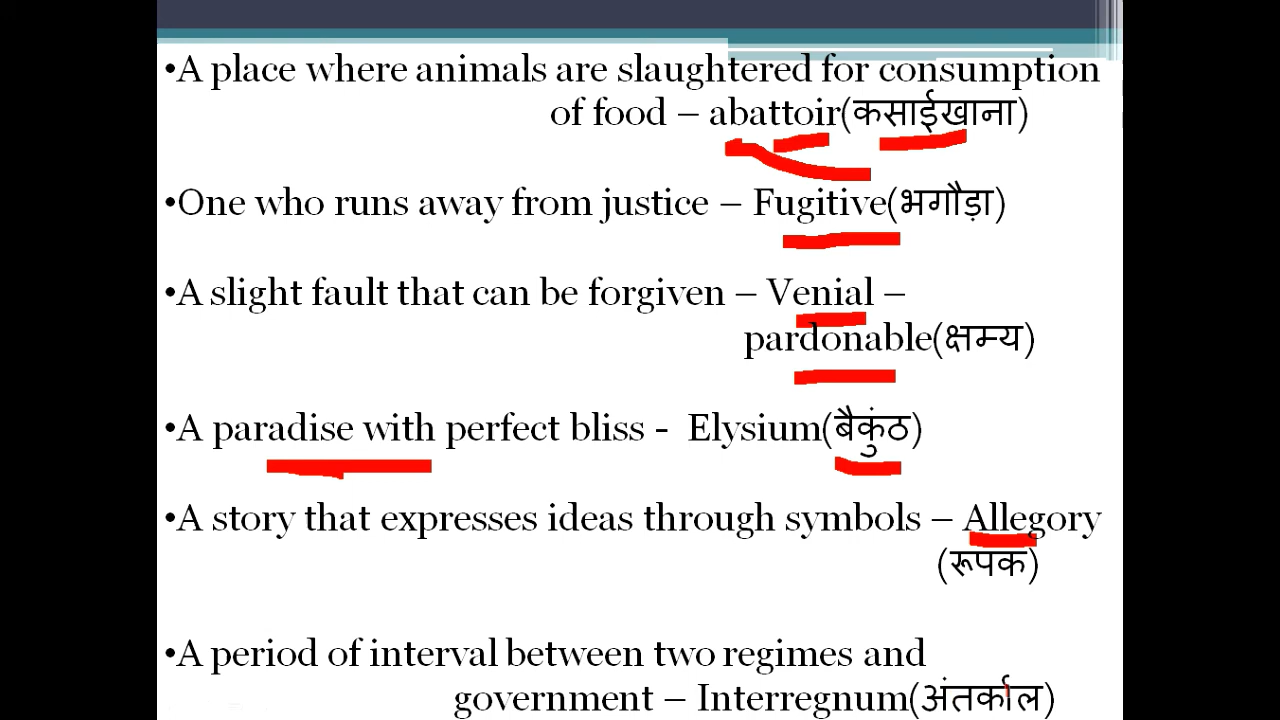 •A place where animals are slaughtered for consumption
of food – abattoir(कसाईखाना)
•One who runs away from justice – Fugitive(भगौड़ा)
•A slight fault that can be forgiven – Venial –
pardonable(क्षम्य)
•A paradise with perfect bliss - Elysium(बैकुंठ)
•A story that expresses ideas through symbols – Allegory
(रूपक)
•A period of interval between two regimes and
government – Interregnum(अंतर्काल)